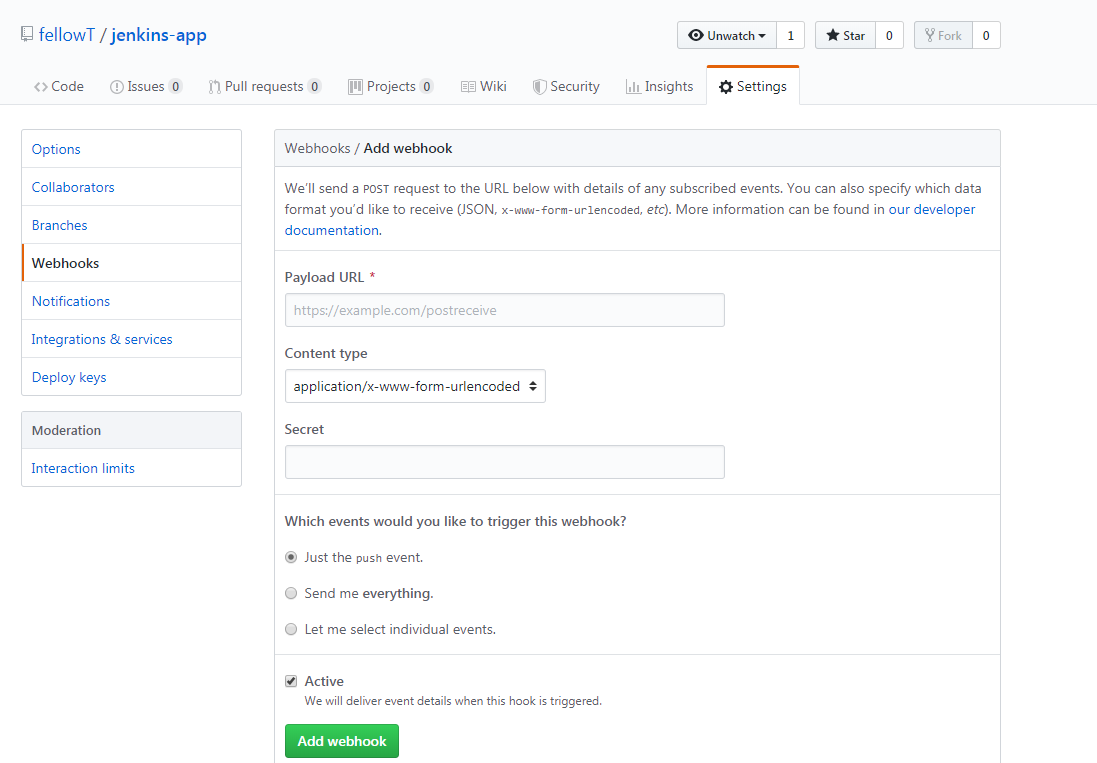 fellowT / jenkins-app
Unwatch 1 Star 0 Fork 0
Code Issues 0 Pull requests 0 Projects 0 Wiki Security Insights Settings
Options
Collaborators
Branches
Webhooks
Notifications
Integrations & services
Deploy keys
Moderation
Interaction limits
Webhooks / Add webhook
We’ll send a POST request to the URL below with details of any subscribed events. You can also specify which data
format you’d like to receive (JSON, x-www-form-urlencoded, etc). More information can be found in our developer
documentation.
Payload URL *
https://example.com/postreceive
Content type
application/x-www-form-urlencoded
Secret
Which events would you like to trigger this webhook?
Just the push event.
Send me everything.
Let me select individual events.
Active
We will deliver event details when this hook is triggered.
Add webhook